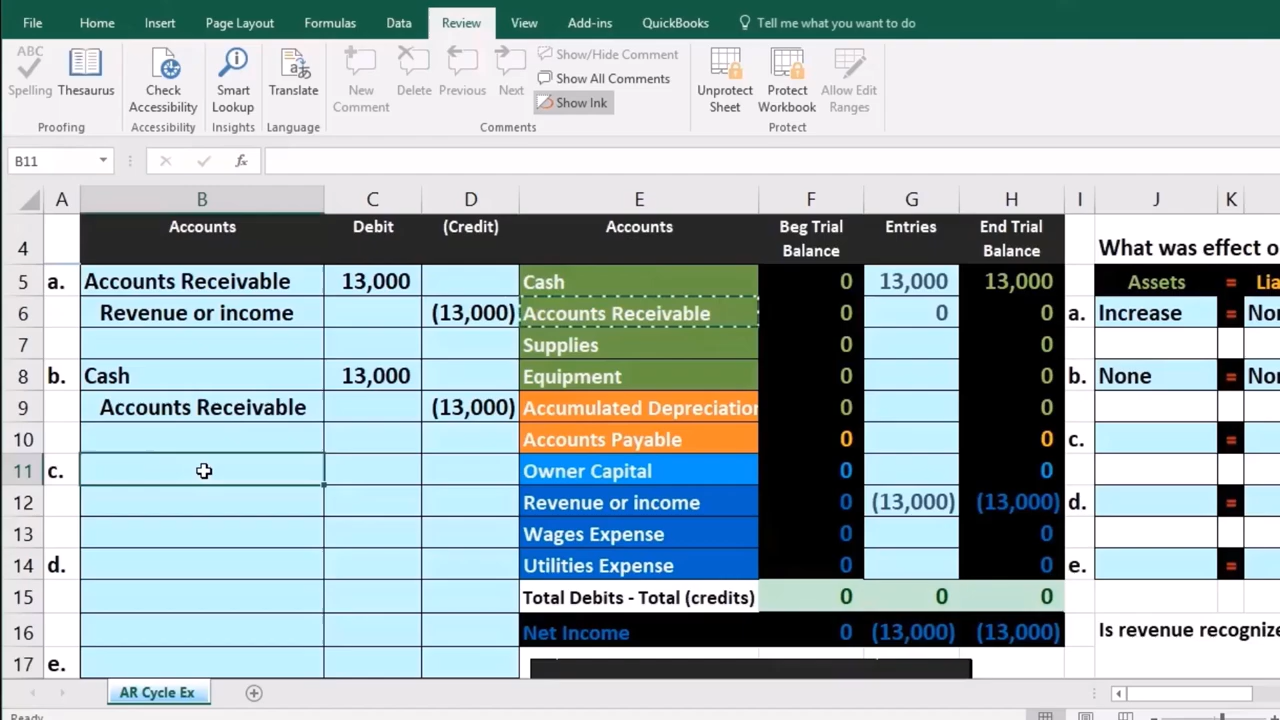 File Home Insert Page Layout Formulas Data Review View Add-ins QuickBooks Tell me what you want to do
ABC
Spelling Thesaurus Check Accessibility Smart Lookup Translate New Comment Delete Previous Next Show/Hide Comment Show All Comments Show Ink Unprotect Sheet Protect Workbook Allow Edit Ranges
Proofing Accessibility Insights Language Comments Protect
B11 fx
A B C D E F G H I J K
4 Accounts Debit (Credit) Accounts Beg Trial Balance Entries End Trial Balance What was effect o
5 a. Accounts Receivable 13,000 Cash 0 13,000 13,000 Assets = Lia
6 Revenue or income (13,000) Accounts Receivable 0 0 0 a. Increase = Nor
7 Supplies 0 0
8 b. Cash 13,000 Equipment 0 0 b. None = Nor
9 Accounts Receivable (13,000) Accumulated Depreciation 0 0
10 Accounts Payable 0 0 c. =
11 c. Owner Capital 0 0
12 Revenue or income 0 (13,000) (13,000) d. =
13 Wages Expense 0 0
14 d. Utilities Expense 0 0 e. =
15 Total Debits - Total (credits) 0 0 0
16 Net Income 0 (13,000) (13,000) Is revenue recognize
17 e.
AR Cycle Ex
Ready